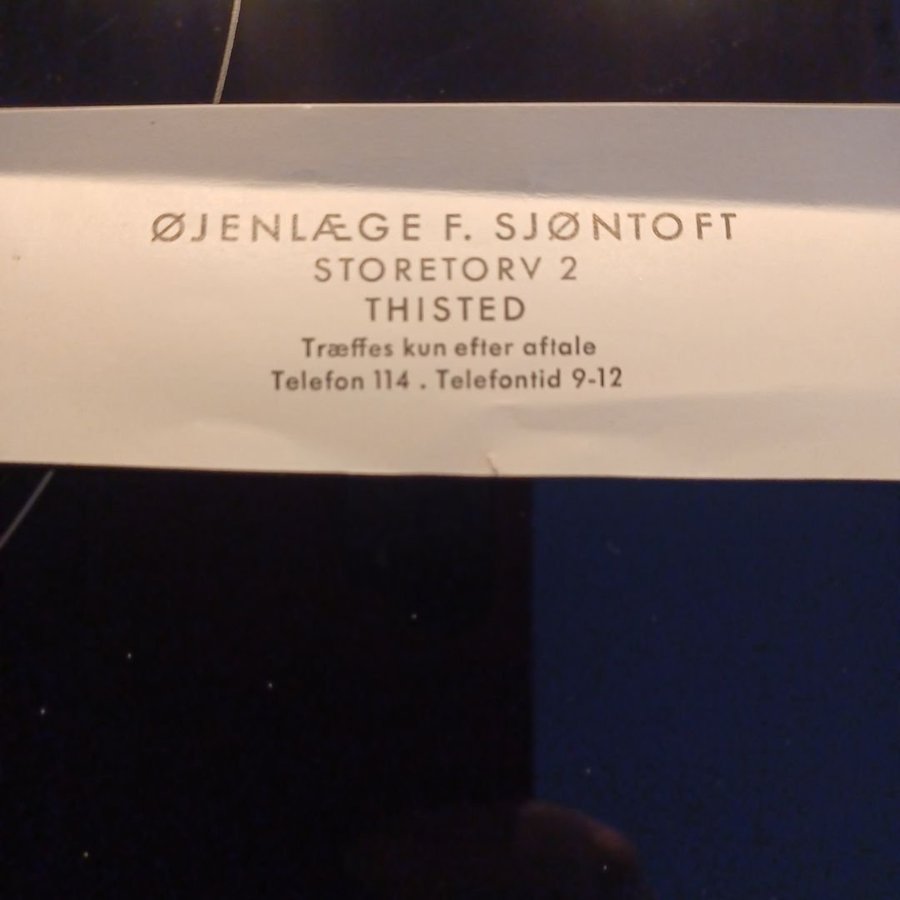 ØJENLÆGE F. SJØNTOFT
STORETORV 2
THISTED
Træffes kun efter aftale
Telefon 114 . Telefontid 9-12